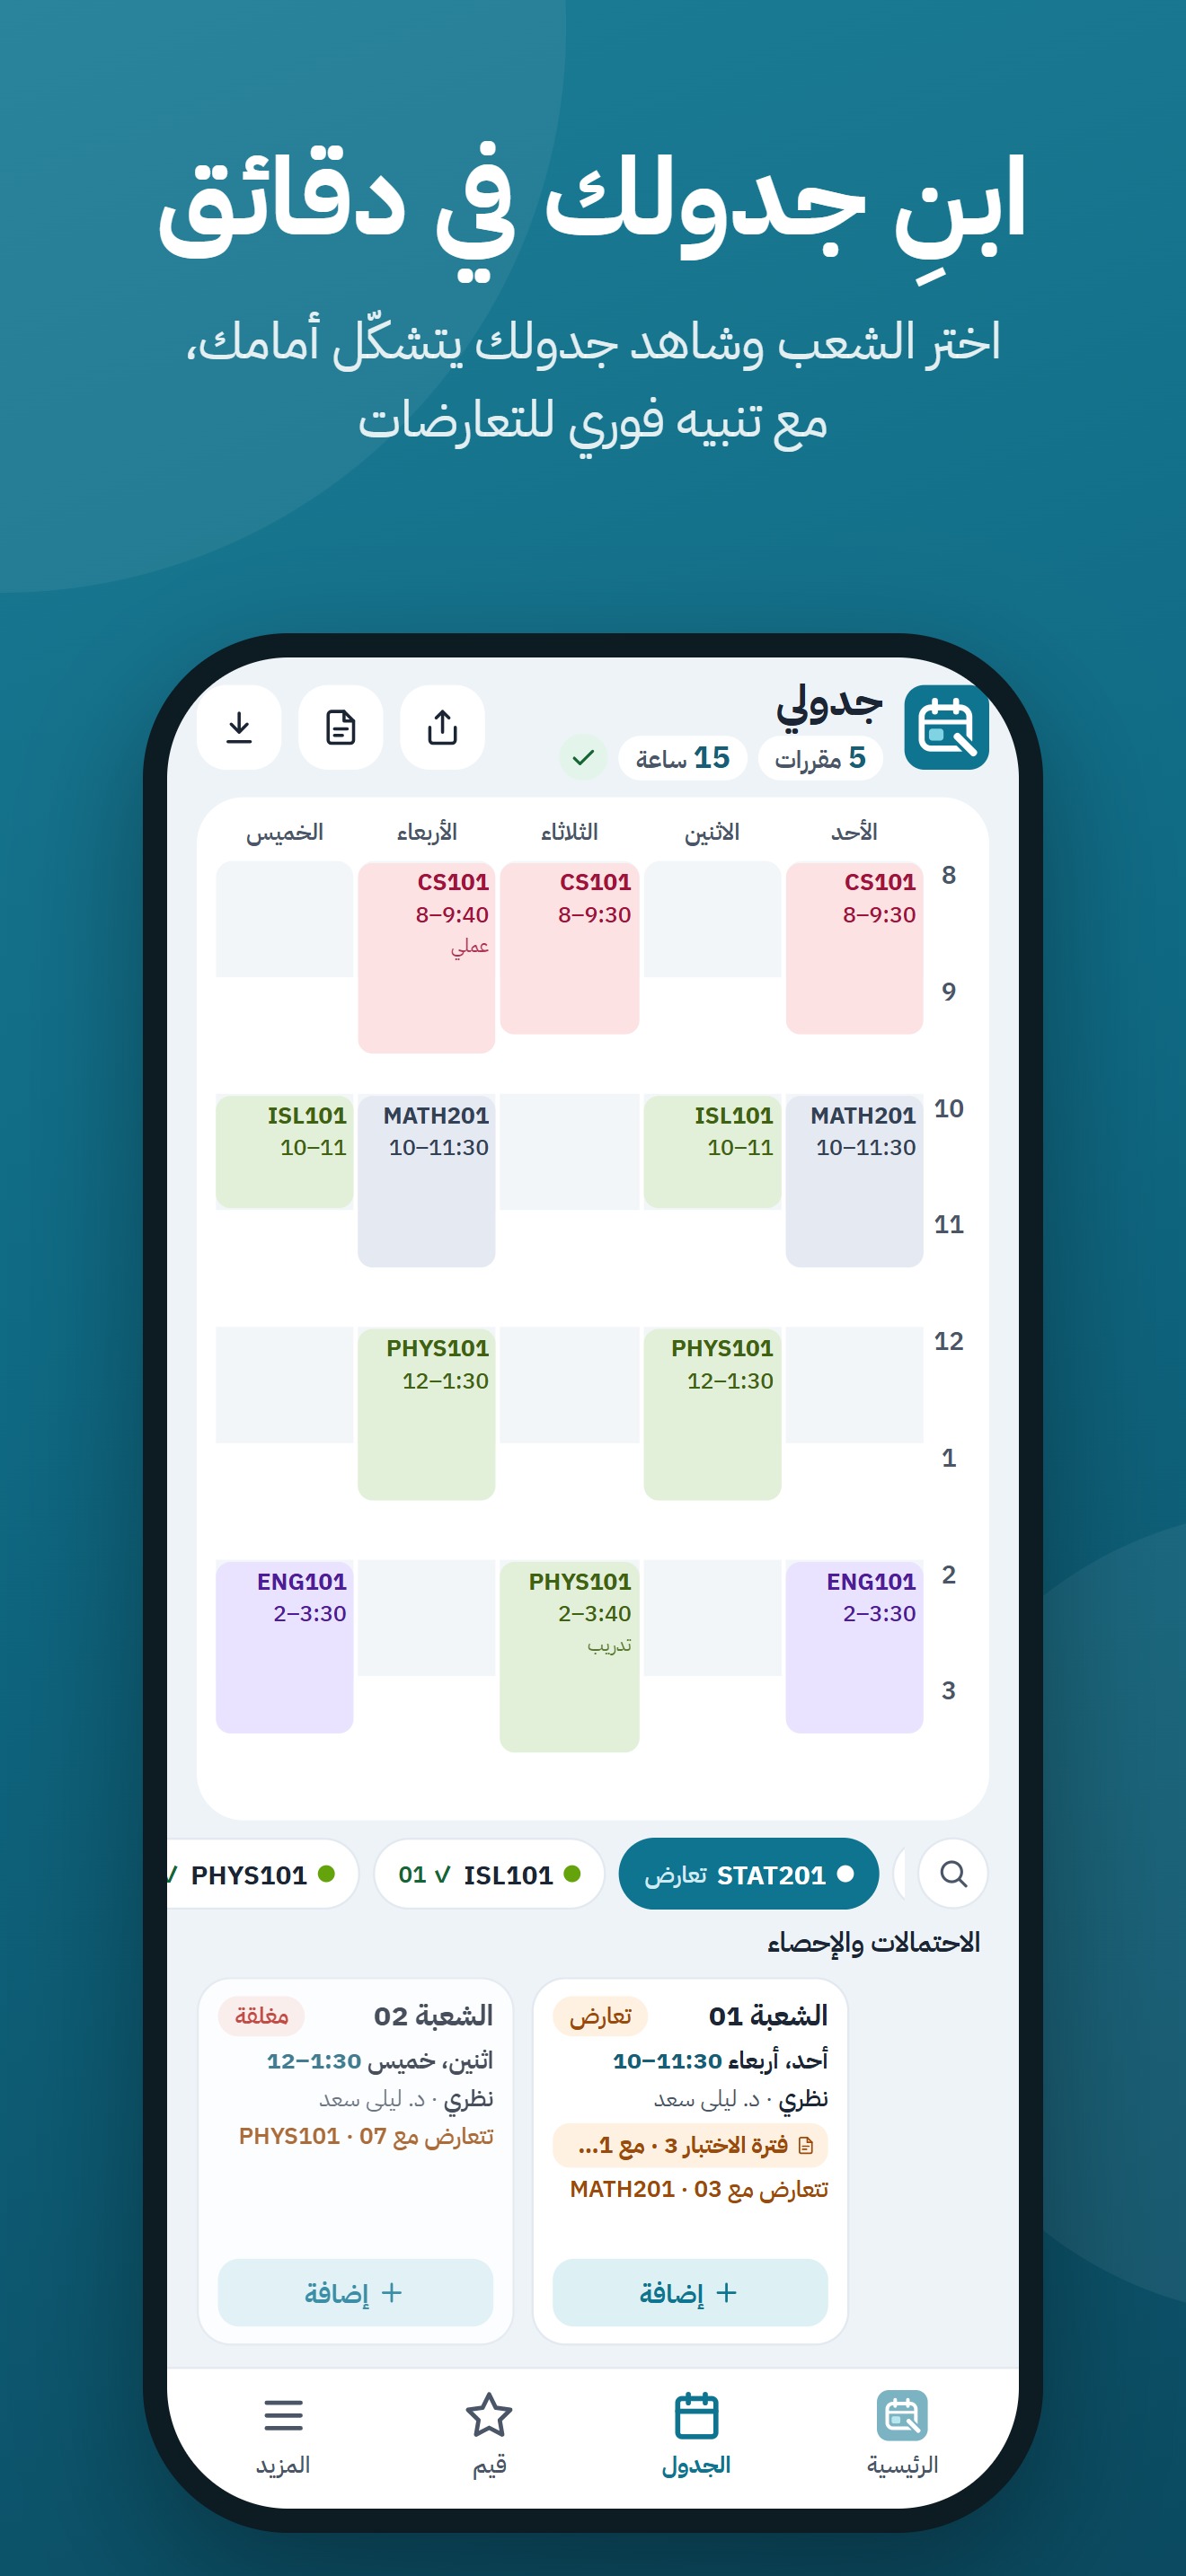 ابنِ جدولك في دقائق
اختر الشعب وشاهد جدولك يتشكّل أمامك،
مع تنبيه فوري للتعارضات
جدولي
5 مقررات
15 ساعة
الأحد
الاثنين
الثلاثاء
الأربعاء
الخميس
8
CS101
8–9:30
CS101
8–9:30
CS101
8–9:40
عملي
9
10
MATH201
10–11:30
ISL101
10–11
MATH201
10–11:30
ISL101
10–11
11
12
PHYS101
12–1:30
PHYS101
12–1:30
1
2
ENG101
2–3:30
PHYS101
2–3:40
تدريب
ENG101
2–3:30
3
STAT201 تعارض
ISL101 ✓ 01
PHYS101 ✓
الاحتمالات والإحصاء
الشعبة 01
تعارض
أحد، أربعاء 10–11:30
نظري · د. ليلى سعد
فترة الاختبار 3 · مع 1...
تتعارض مع MATH201 · 03
+ إضافة
الشعبة 02
مغلقة
اثنين، خميس 12–1:30
نظري · د. ليلى سعد
تتعارض مع PHYS101 · 07
+ إضافة
الرئيسية
الجدول
قيم
المزيد